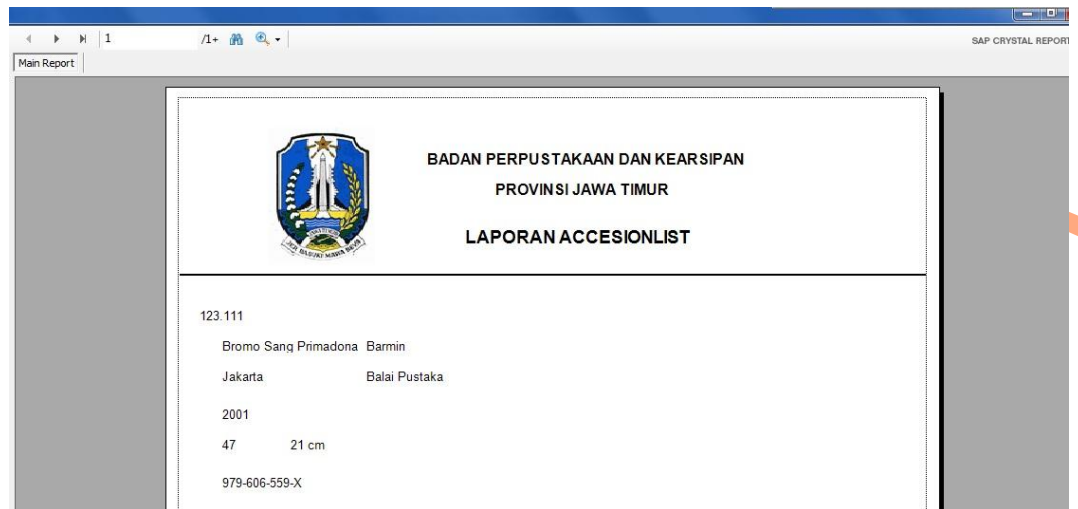 1 /1+
SAP CRYSTAL REPORT
Main Report
BADAN PERPUSTAKAAN DAN KEARSIPAN
PROVINSI JAWA TIMUR
LAPORAN ACCESIONLIST
123.111
Bromo Sang Primadona Barmin
Jakarta Balai Pustaka
2001
47 21 cm
979-606-559-X